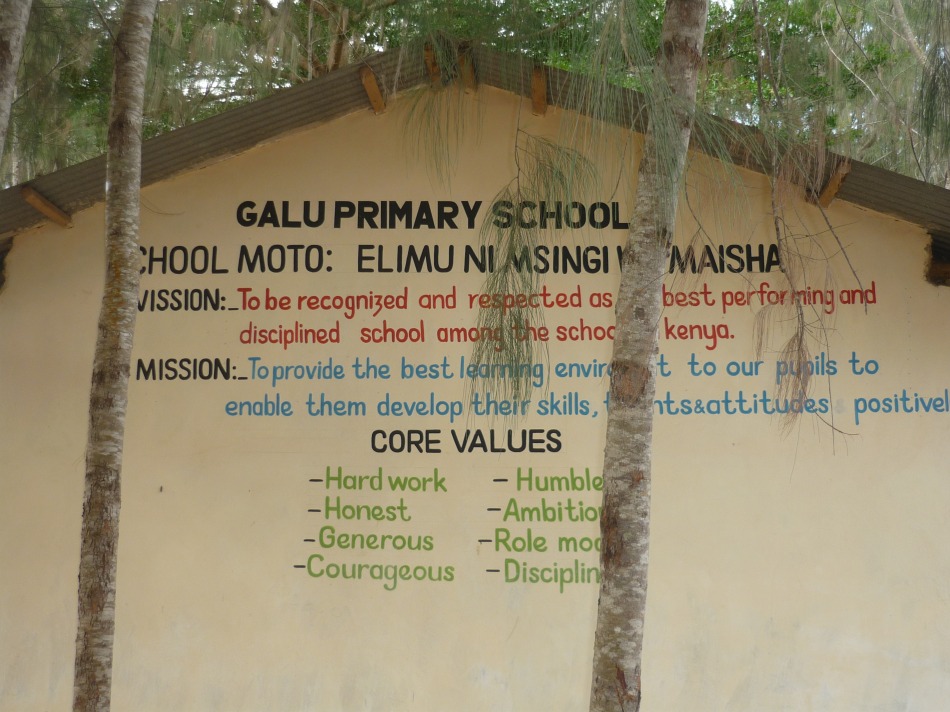 GALU PRIMARY SCHOOL
MOTO: ELIMU NI MSINGI MAISHA
VISSION:_To be recognized and respected as best performing and
disciplined school among the kenya.
MISSION:_To provide the best learning to our pupils to
enable them develop their skills, & attitudes
CORE VALUES
-Hard work - Humble
-Honest
-Generous -Role
-Courageous